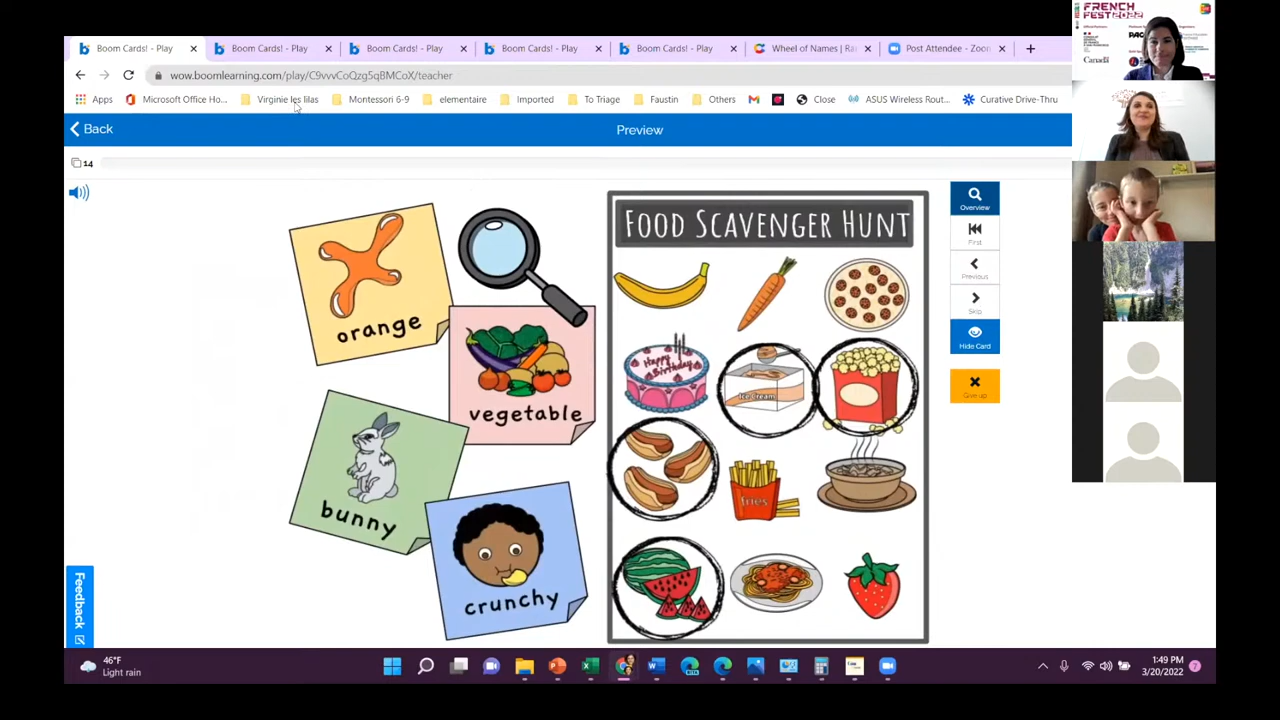 FRENCH
FEST2022
Canada
Boom Cards! - Play
Boom Cards! - Play
Boom Cards! - Play
Boom Cards! - Play
Boom Cards! - Play
Wheel of Names | Ra
Post Attendee - Zoom
wow.boomlearning.com/play/C9vvvCoQzg5qBMCoX/teacher
Apps
Microsoft Office Ho...
Virginie les lilas
Montessori 6-9
elementaire
Imported
To Triage
Faustin
Others
Close
ASUS Wireless Rout...
Curative Drive-Thru
Back
Preview
14
orange
vegetable
bunny
crunchy
FOOD SCAVENGER HUNT
Happy
Birthday
Ice Cream
fries
Overview
First
Previous
Skip
Hide Card
Give up
Feedback
46°F
Light rain
1:49 PM
3/20/2022
7